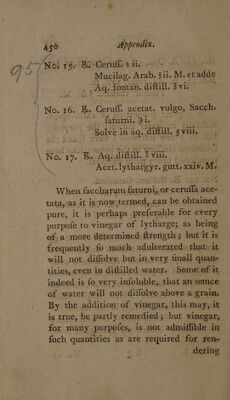 456 Appendix.
95
No. 15. ℞. Ceruſſ. ʒ ii.
Mucilag. Arab. ʒii. M. et adde
Aq. fontan. diſtill. ℥vi.
No. 16. ℞. Ceruſſ. acetat. vulgo, Sacch.
ſaturni. ℈ i.
Solve in aq. diſtill. ʒ viii.
No. 17. ℞. Aq. diſtill. ℥ viii.
Acet. lythargyr. gutt. xxiv. M.
When ſaccharum ſaturni, or ceruſſa ace-
tata, as it is now termed, can be obtained
pure, it is perhaps preferable for every
purpoſe to vinegar of lytharge; as being
of a more determined ſtrength; but it is
frequently ſo much adulterated that it
will not diſſolve but in very ſmall quan-
tities, even in diſtilled water. Some of it
indeed is ſo very inſoluble, that an ounce
of water will not diſſolve above a grain.
By the addition of vinegar, this may, it
is true, be partly remedied; but vinegar,
for many purpoſes, is not admiſſible in
ſuch quantities as are required for ren-
dering